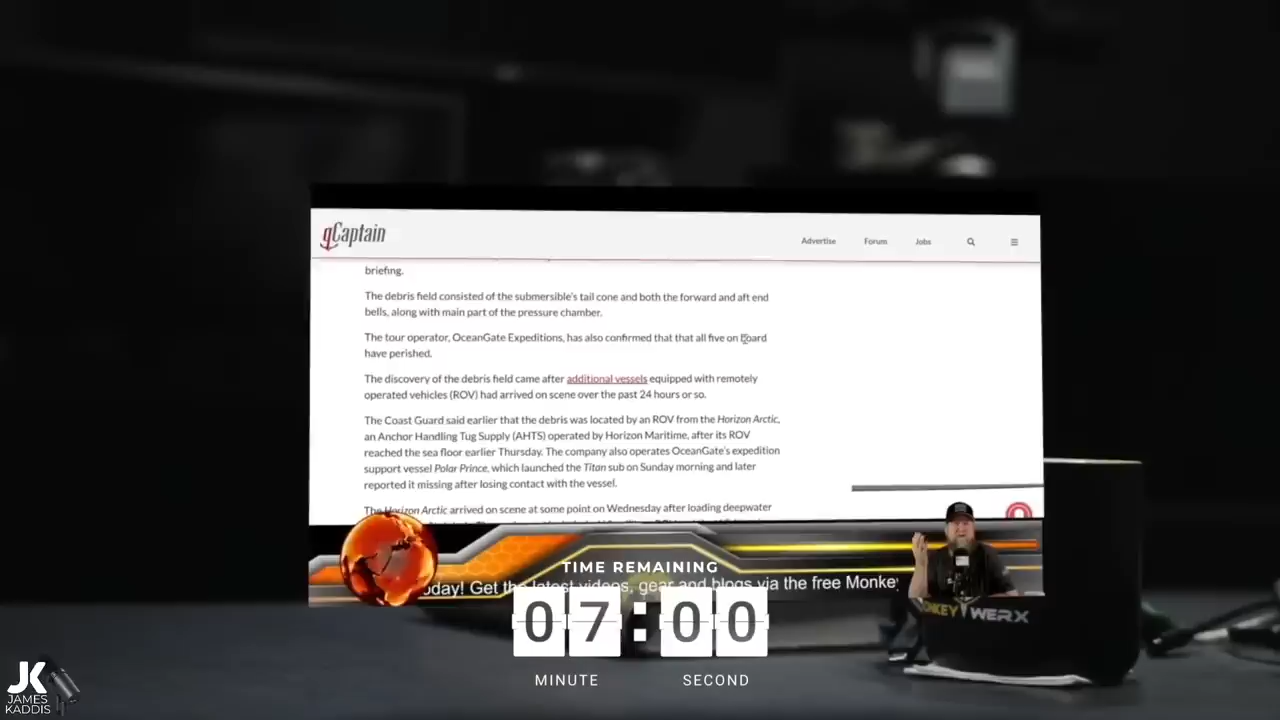 gCaptain
Advertise
Forum
Jobs
briefing.
The debris field consisted of the submersible's tail cone and both the forward and aft end
bells, along with main part of the pressure chamber.
The tour operator, OceanGate Expeditions, has also confirmed that that all five on board
have perished.
The discovery of the debris field came after additional vessels equipped with remotely
operated vehicles (ROV) had arrived on scene over the past 24 hours or so.
The Coast Guard said earlier that the debris was located by an ROV from the Horizon Arctic,
an Anchor Handling Tug Supply (AHTS) operated by Horizon Maritime, after its ROV
reached the sea floor earlier Thursday. The company also operates OceanGate's expedition
support vessel Polar Prince, which launched the Titan sub on Sunday morning and later
reported it missing after losing contact with the vessel.
The Horizon Arctic arrived on scene at some point on Wednesday after loading deepwater
TIME REMAINING
oday! Get the latest videos, gear and blogs via the free Monkey
07:00
NKEY WERX
MINUTE
SECOND
JK
JAMES
KADDIS